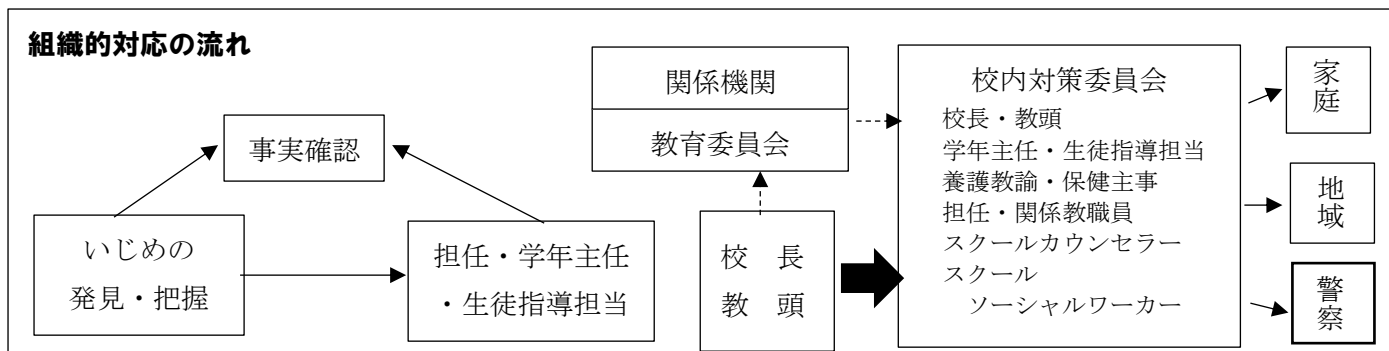 組織的対応の流れ
事実確認
いじめの
発見・把握
担任・学年主任
・生徒指導担当
関係機関
教育委員会
校　長
教　頭
校内対策委員会
校長・教頭
学年主任・生徒指導担当
養護教諭・保健主事
担任・関係教職員
スクールカウンセラー
スクール
ソーシャルワーカー
家庭
地域
警察